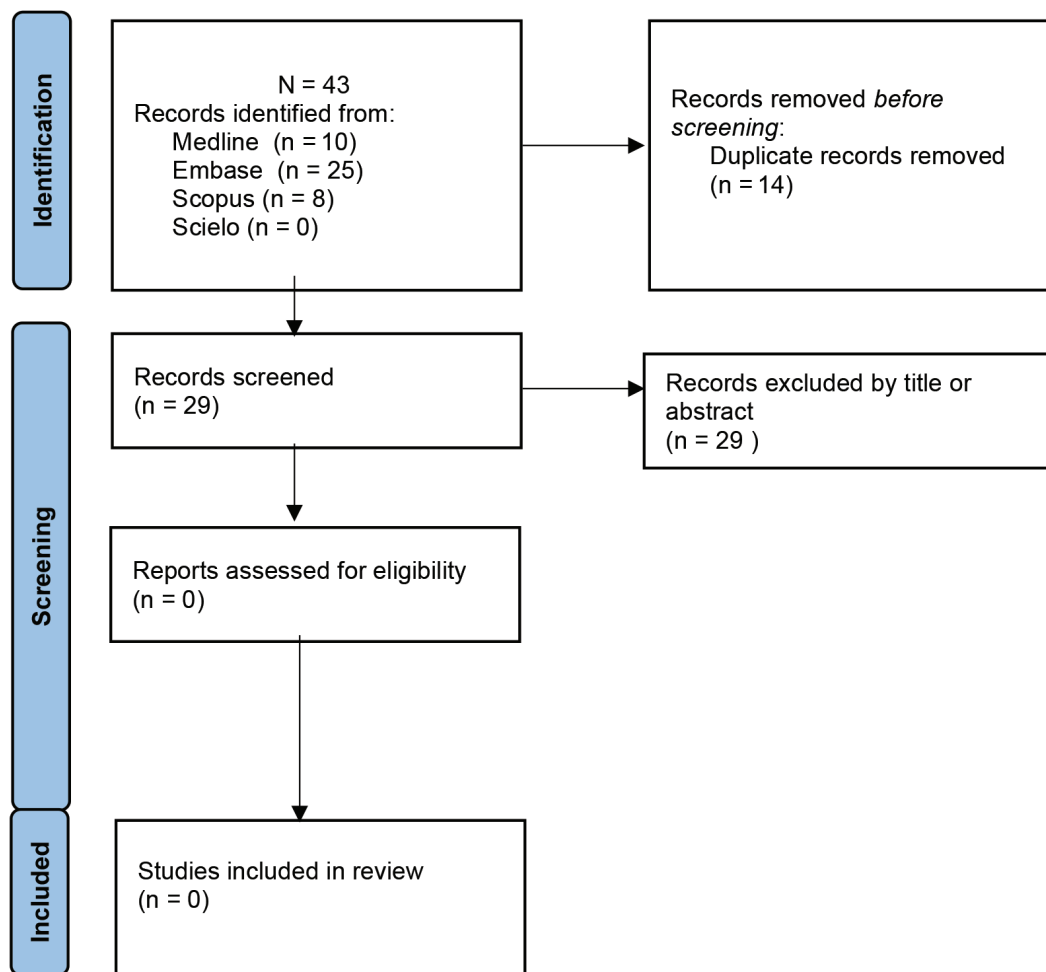 Identification
N = 43
Records identified from:
Medline (n = 10)
Embase (n = 25)
Scopus (n = 8)
Scielo (n = 0)
Records removed before
screening:
Duplicate records removed
(n = 14)
Screening
Records screened
(n = 29)
Records excluded by title or
abstract
(n = 29 )
Reports assessed for eligibility
(n = 0)
Included
Studies included in review
(n = 0)